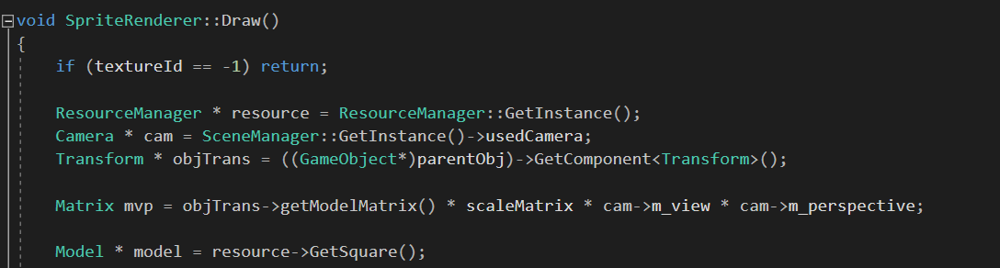 void SpriteRenderer::Draw()
{
if (textureId == -1) return;
ResourceManager * resource = ResourceManager::GetInstance();
Camera * cam = SceneManager::GetInstance()->usedCamera;
Transform * objTrans = ((GameObject*)parentObj)->GetComponent<Transform>();
Matrix mvp = objTrans->getModelMatrix() * scaleMatrix * cam->m_view * cam->m_perspective;
Model * model = resource->GetSquare();